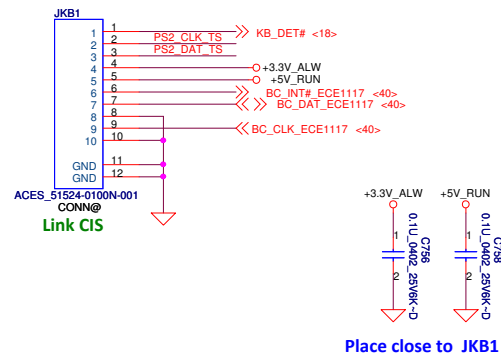 JKB1
1 1 KB_DET# <18>
2 2 PS2_CLK_TS
3 3 PS2_DAT_TS
4 4 +3.3V_ALW
5 5 +5V_RUN
6 6 BC_INT#_ECE1117 <40>
7 7 BC_DAT_ECE1117 <40>
8 8
9 9 BC_CLK_ECE1117 <40>
10 10
GND 11
GND 12
ACES_51524-0100N-001
CONN@
Link CIS
+3.3V_ALW
1
2
C756
0.1U_0402_25V6K~D
+5V_RUN
1
2
C758
0.1U_0402_25V6K~D
Place close to JKB1